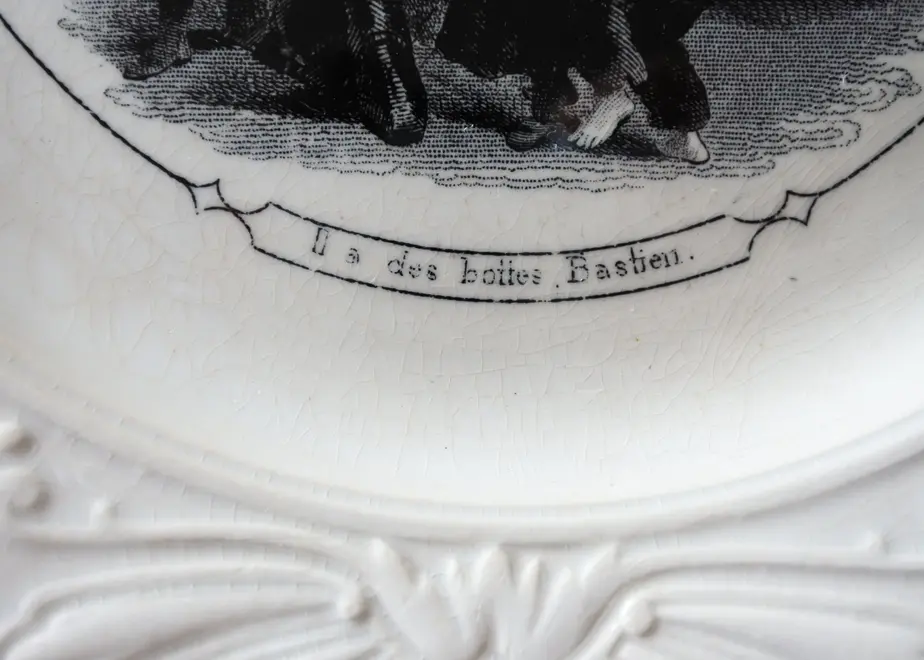 Il a des bottes Bastien.